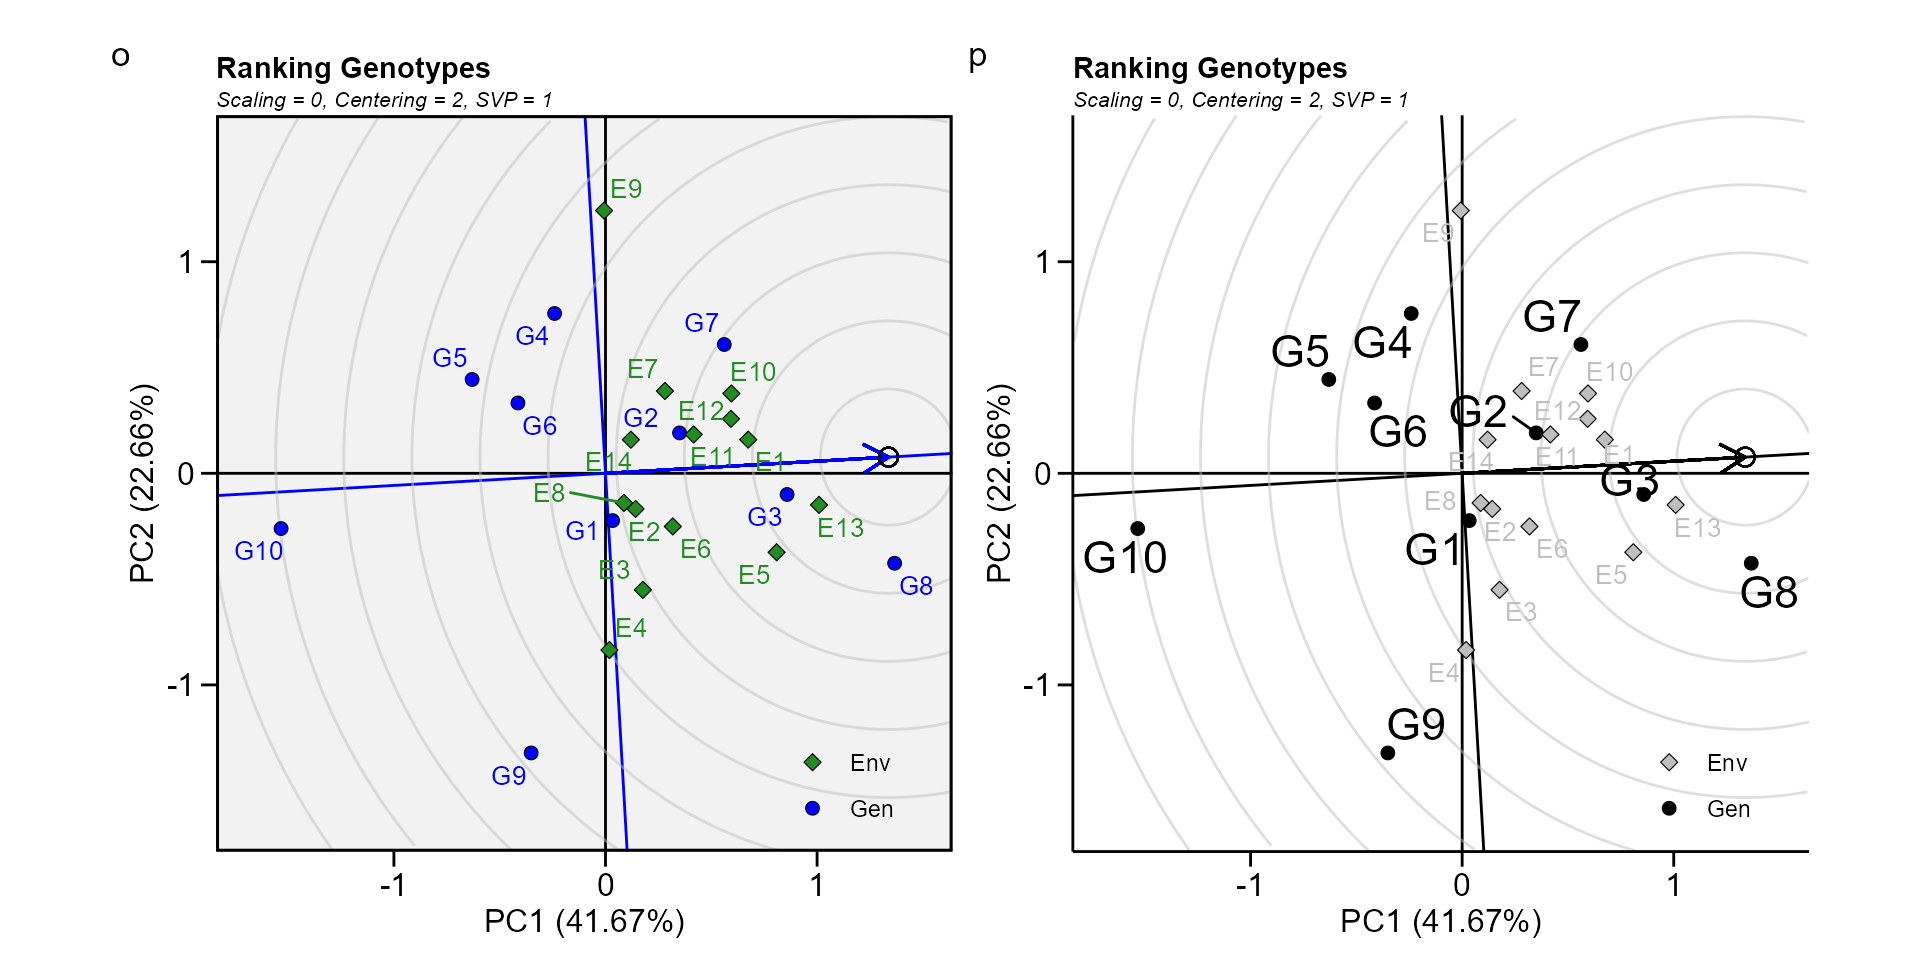 o
Ranking Genotypes
Scaling = 0, Centering = 2, SVP = 1
E9
1
G4
G7
G5
E7
E10
G2
E12
G6
E14
E11
E1
0
E8
G3
G1
E2
E13
G10
E6
E3
E5
G8
E4
-1
G9
Env
Gen
-1
0
1
PC1 (41.67%)
PC2 (22.66%)
p
Ranking Genotypes
Scaling = 0, Centering = 2, SVP = 1
E9
1
G7
G4
G5
E7
E10
G2
E12
G6
E14
E11
E1
0
G3
E8
E2
E13
G1
E6
G10
E5
G8
E3
E4
-1
G9
Env
Gen
-1
0
1
PC1 (41.67%)
PC2 (22.66%)